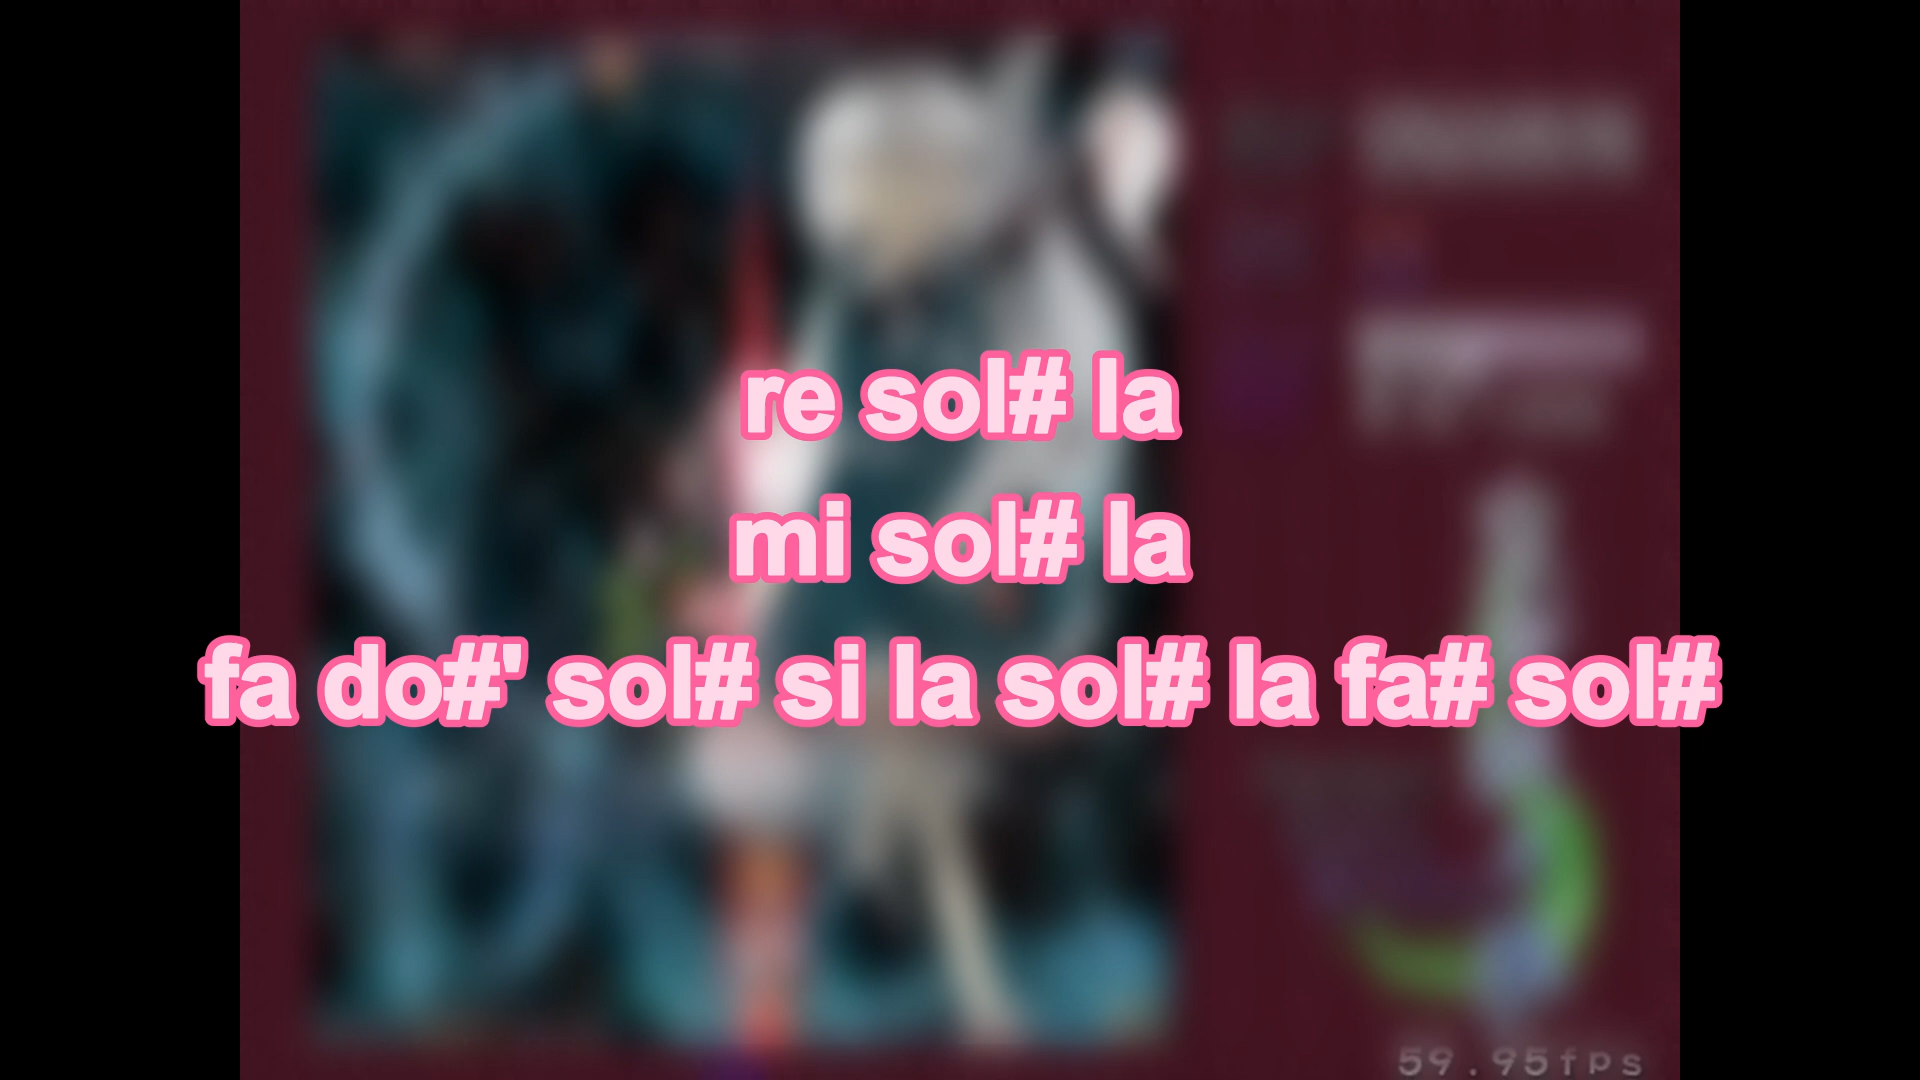 re sol# la
mi sol# la
fa do#' sol# si la sol# la fa# sol#
59.95fps